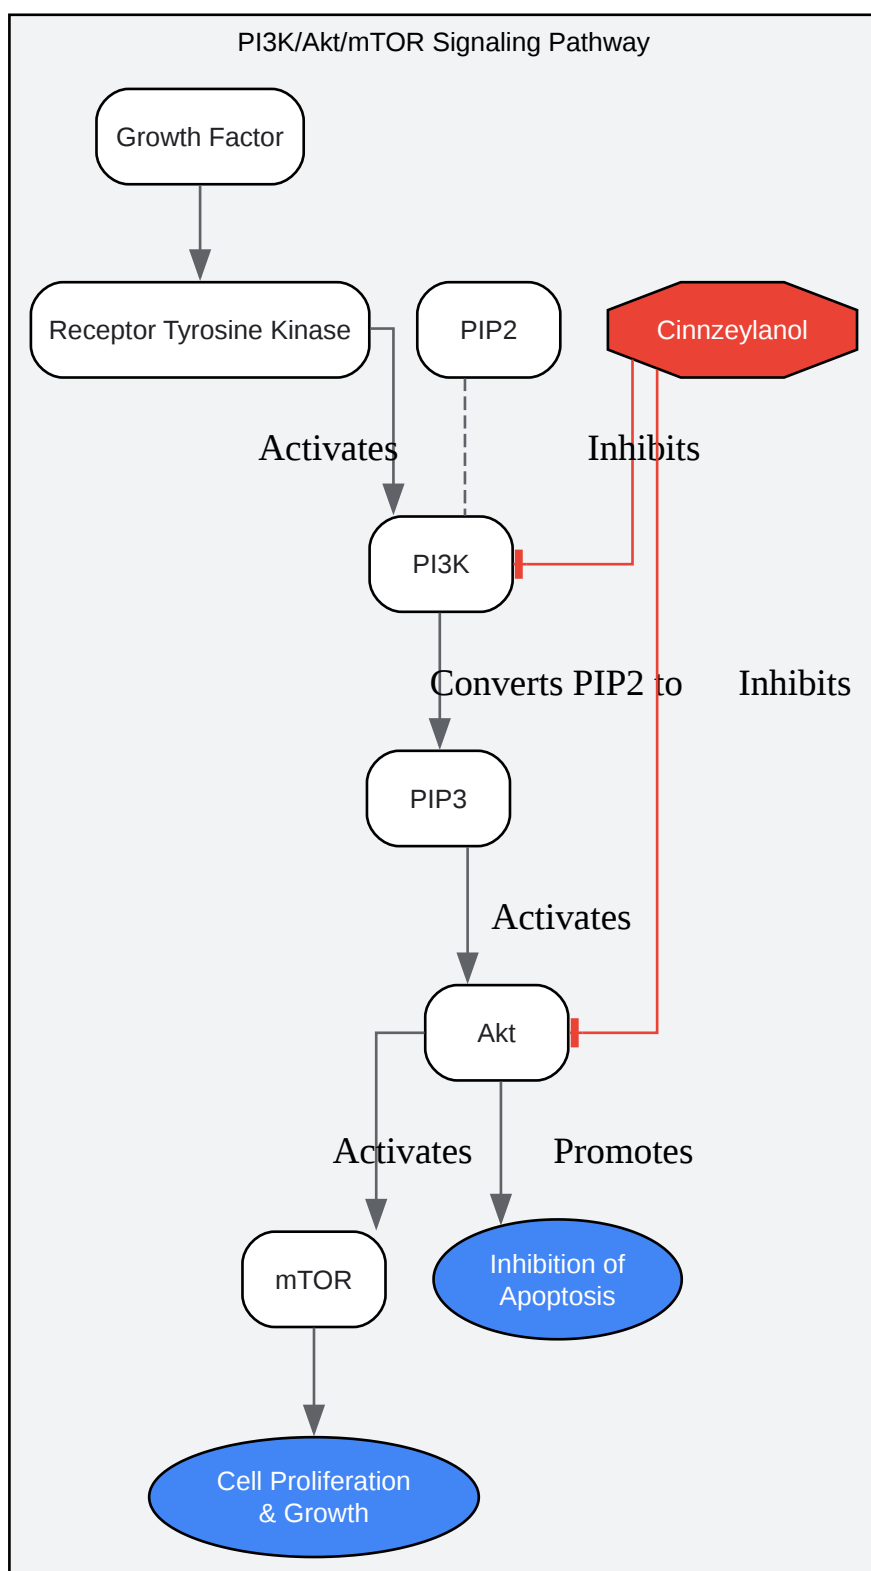 PI3K/Akt/mTOR Signaling Pathway
Growth Factor
Receptor Tyrosine Kinase
PIP2
Cinnzeylanol
Activates
Inhibits
PI3K
Converts PIP2 to
Inhibits
PIP3
Activates
Akt
Activates
Promotes
mTOR
Inhibition of
Apoptosis
Cell Proliferation
& Growth